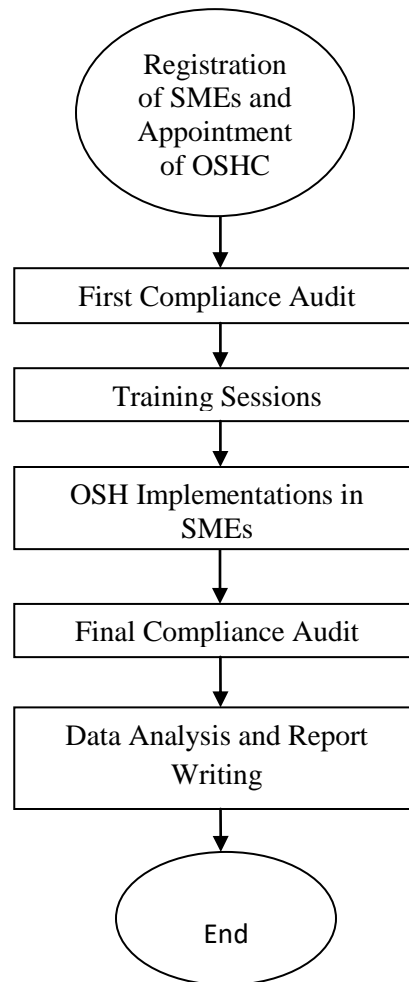 Registration
of SMEs and
Appointment
of OSHC
First Compliance Audit
Training Sessions
OSH Implementations in
SMEs
Final Compliance Audit
Data Analysis and Report
Writing
End